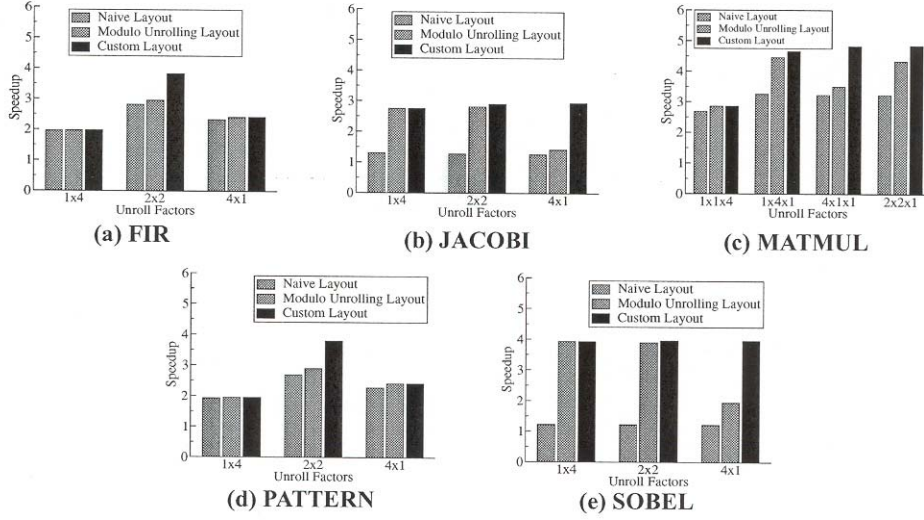 6
5
4
3
2
1
0
Speedup
Naive Layout
Modulo Unrolling Layout
Custom Layout
1x4
2x2
4x1
Unroll Factors
(a) FIR
6
5
4
3
2
1
0
Speedup
Naive Layout
Modulo Unrolling Layout
Custom Layout
1x4
2x2
4x1
Unroll Factors
(b) JACOBI
6
5
4
3
2
1
0
Speedup
Naive Layout
Modulo Unrolling Layout
Custom Layout
1x1x4
1x4x1
4x1x1
2x2x1
Unroll Factors
(c) MATMUL
6
5
4
3
2
1
0
Speedup
Naive Layout
Modulo Unrolling Layout
Custom Layout
1x4
2x2
4x1
Unroll Factors
(d) PATTERN
6
5
4
3
2
1
0
Speedup
Naive Layout
Modulo Unrolling Layout
Custom Layout
1x4
2x2
4x1
Unroll Factors
(e) SOBEL